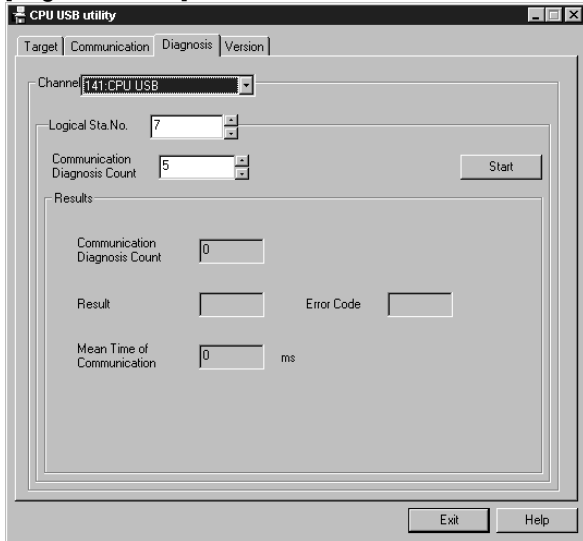 CPU USB utility
Target Communication Diagnosis Version
Channel 141:CPU USB
Logical Sta.No. 7
Communication
Diagnosis Count 5 Start
Results
Communication
Diagnosis Count 0
Result Error Code
Mean Time of
Communication 0 ms
Exit Help